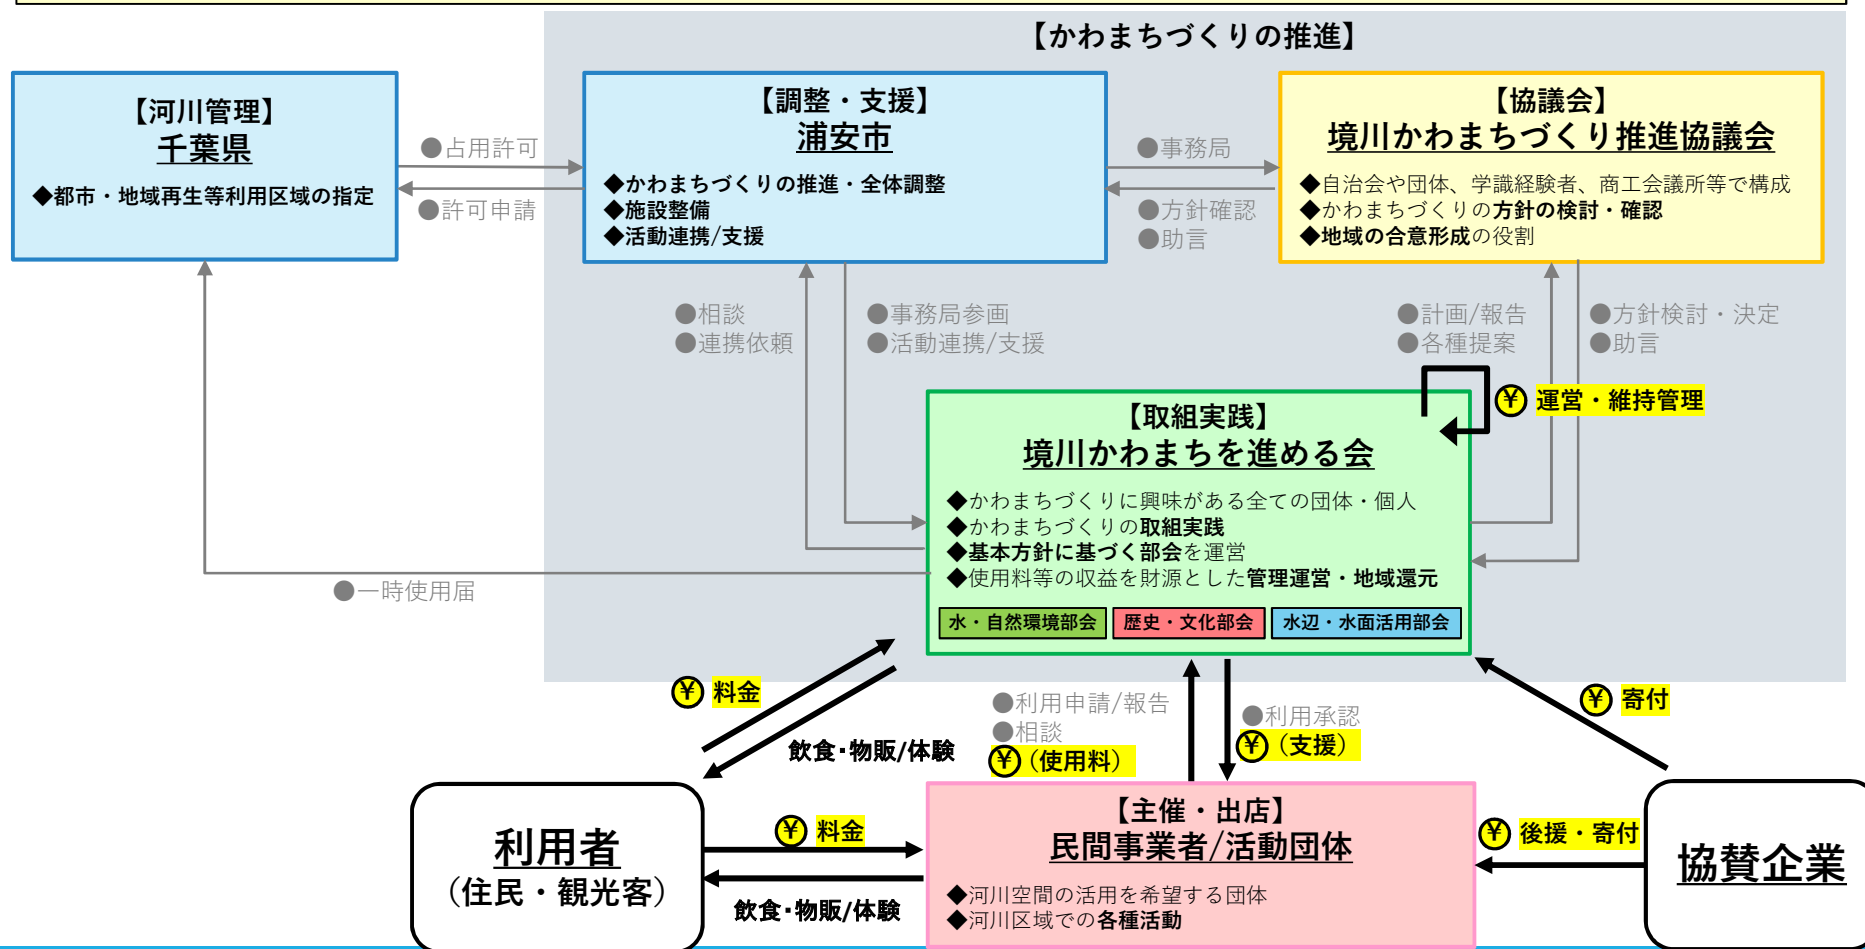 【かわまちづくりの推進】
【河川管理】
千葉県
◆都市・地域再生等利用区域の指定
●占用許可
●許可申請
【調整・支援】
浦安市
◆かわまちづくりの推進・全体調整
◆施設整備
◆活動連携/支援
●事務局
●方針確認
●助言
【協議会】
境川かわまちづくり推進協議会
◆自治会や団体、学識経験者、商工会議所等で構成
◆かわまちづくりの方針の検討・確認
◆地域の合意形成の役割
●相談
●連携依頼
●事務局参画
●活動連携/支援
●計画/報告
●各種提案
●方針検討・決定
●助言
¥ 運営・維持管理
【取組実践】
境川かわまちを進める会
◆かわまちづくりに興味がある全ての団体・個人
◆かわまちづくりの取組実践
◆基本方針に基づく部会を運営
◆使用料等の収益を財源とした管理運営・地域還元
水・自然環境部会 歴史・文化部会 水辺・水面活用部会
●一時使用届
¥ 料金
飲食・物販/体験
●利用申請/報告
●相談
¥（使用料）
●利用承認
¥（支援）
¥ 寄付
利用者
（住民・観光客）
¥ 料金
飲食・物販/体験
【主催・出店】
民間事業者/活動団体
◆河川空間の活用を希望する団体
◆河川区域での各種活動
¥ 後援・寄付
協賛企業